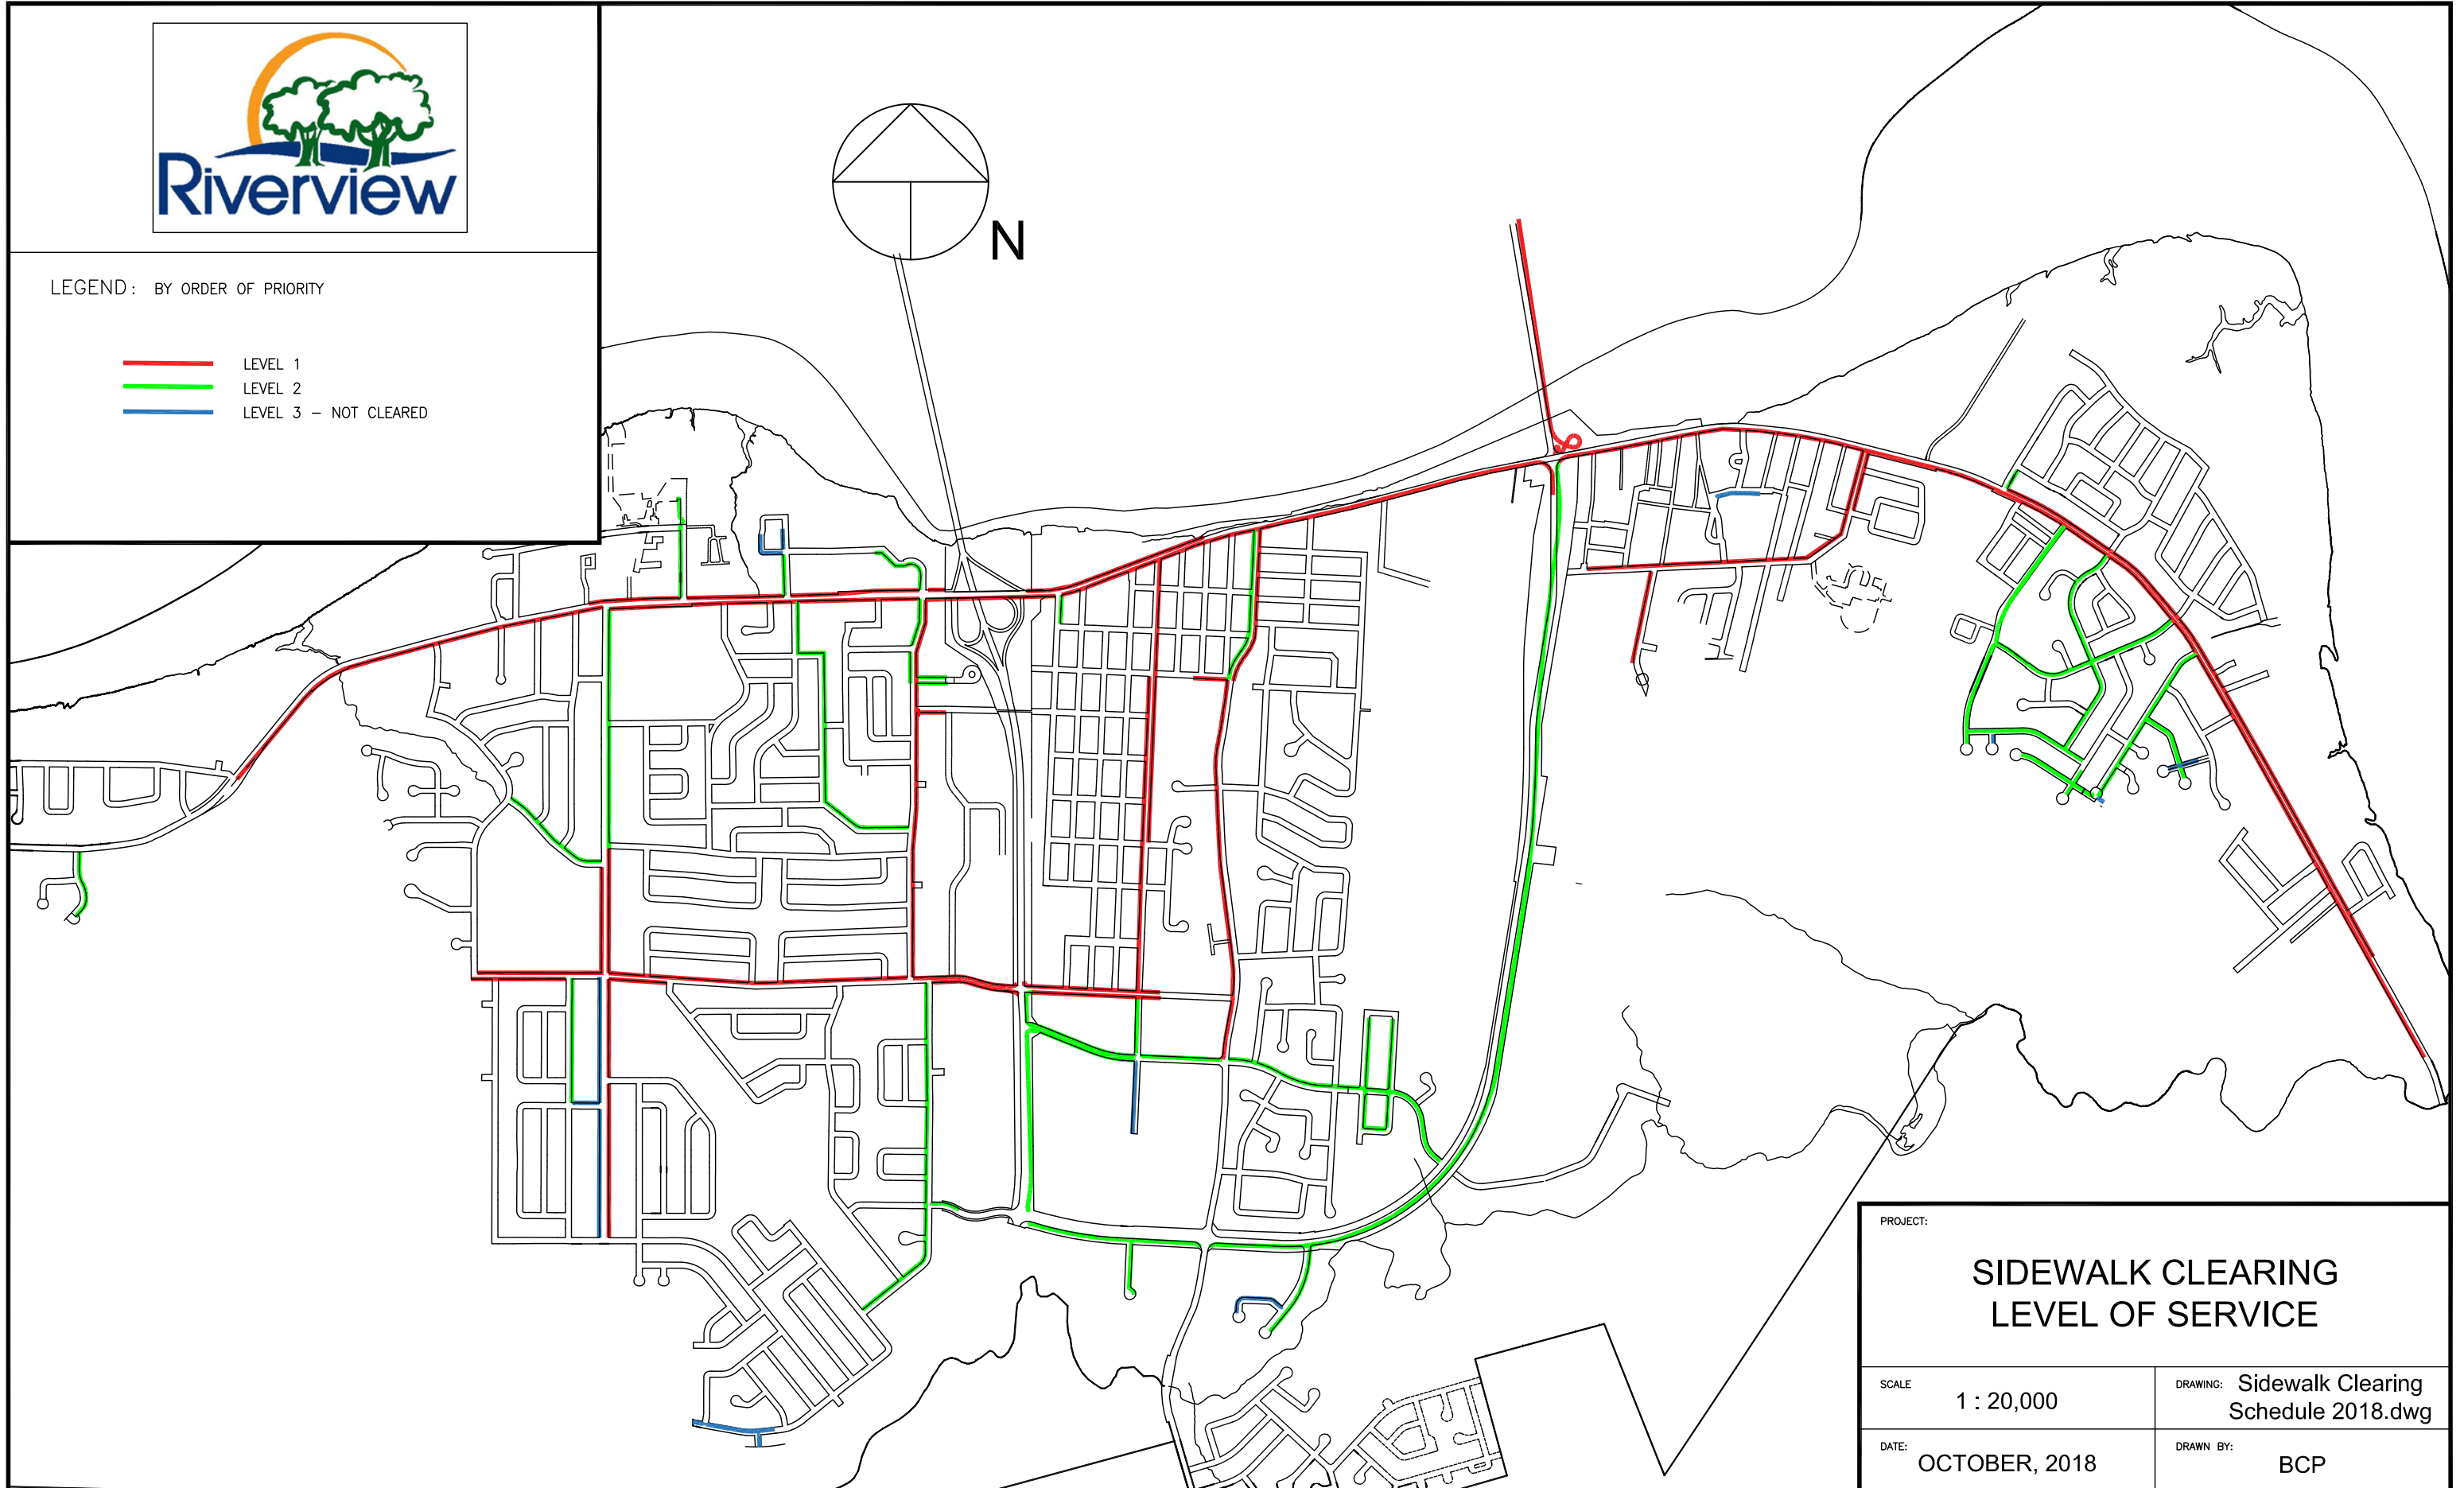 Riverview
N
LEGEND: BY ORDER OF PRIORITY
LEVEL 1
LEVEL 2
LEVEL 3 – NOT CLEARED
PROJECT:
SIDEWALK CLEARING
LEVEL OF SERVICE
SCALE
1 : 20,000
DRAWING: Sidewalk Clearing
Schedule 2018.dwg
DATE:
OCTOBER, 2018
DRAWN BY:
BCP